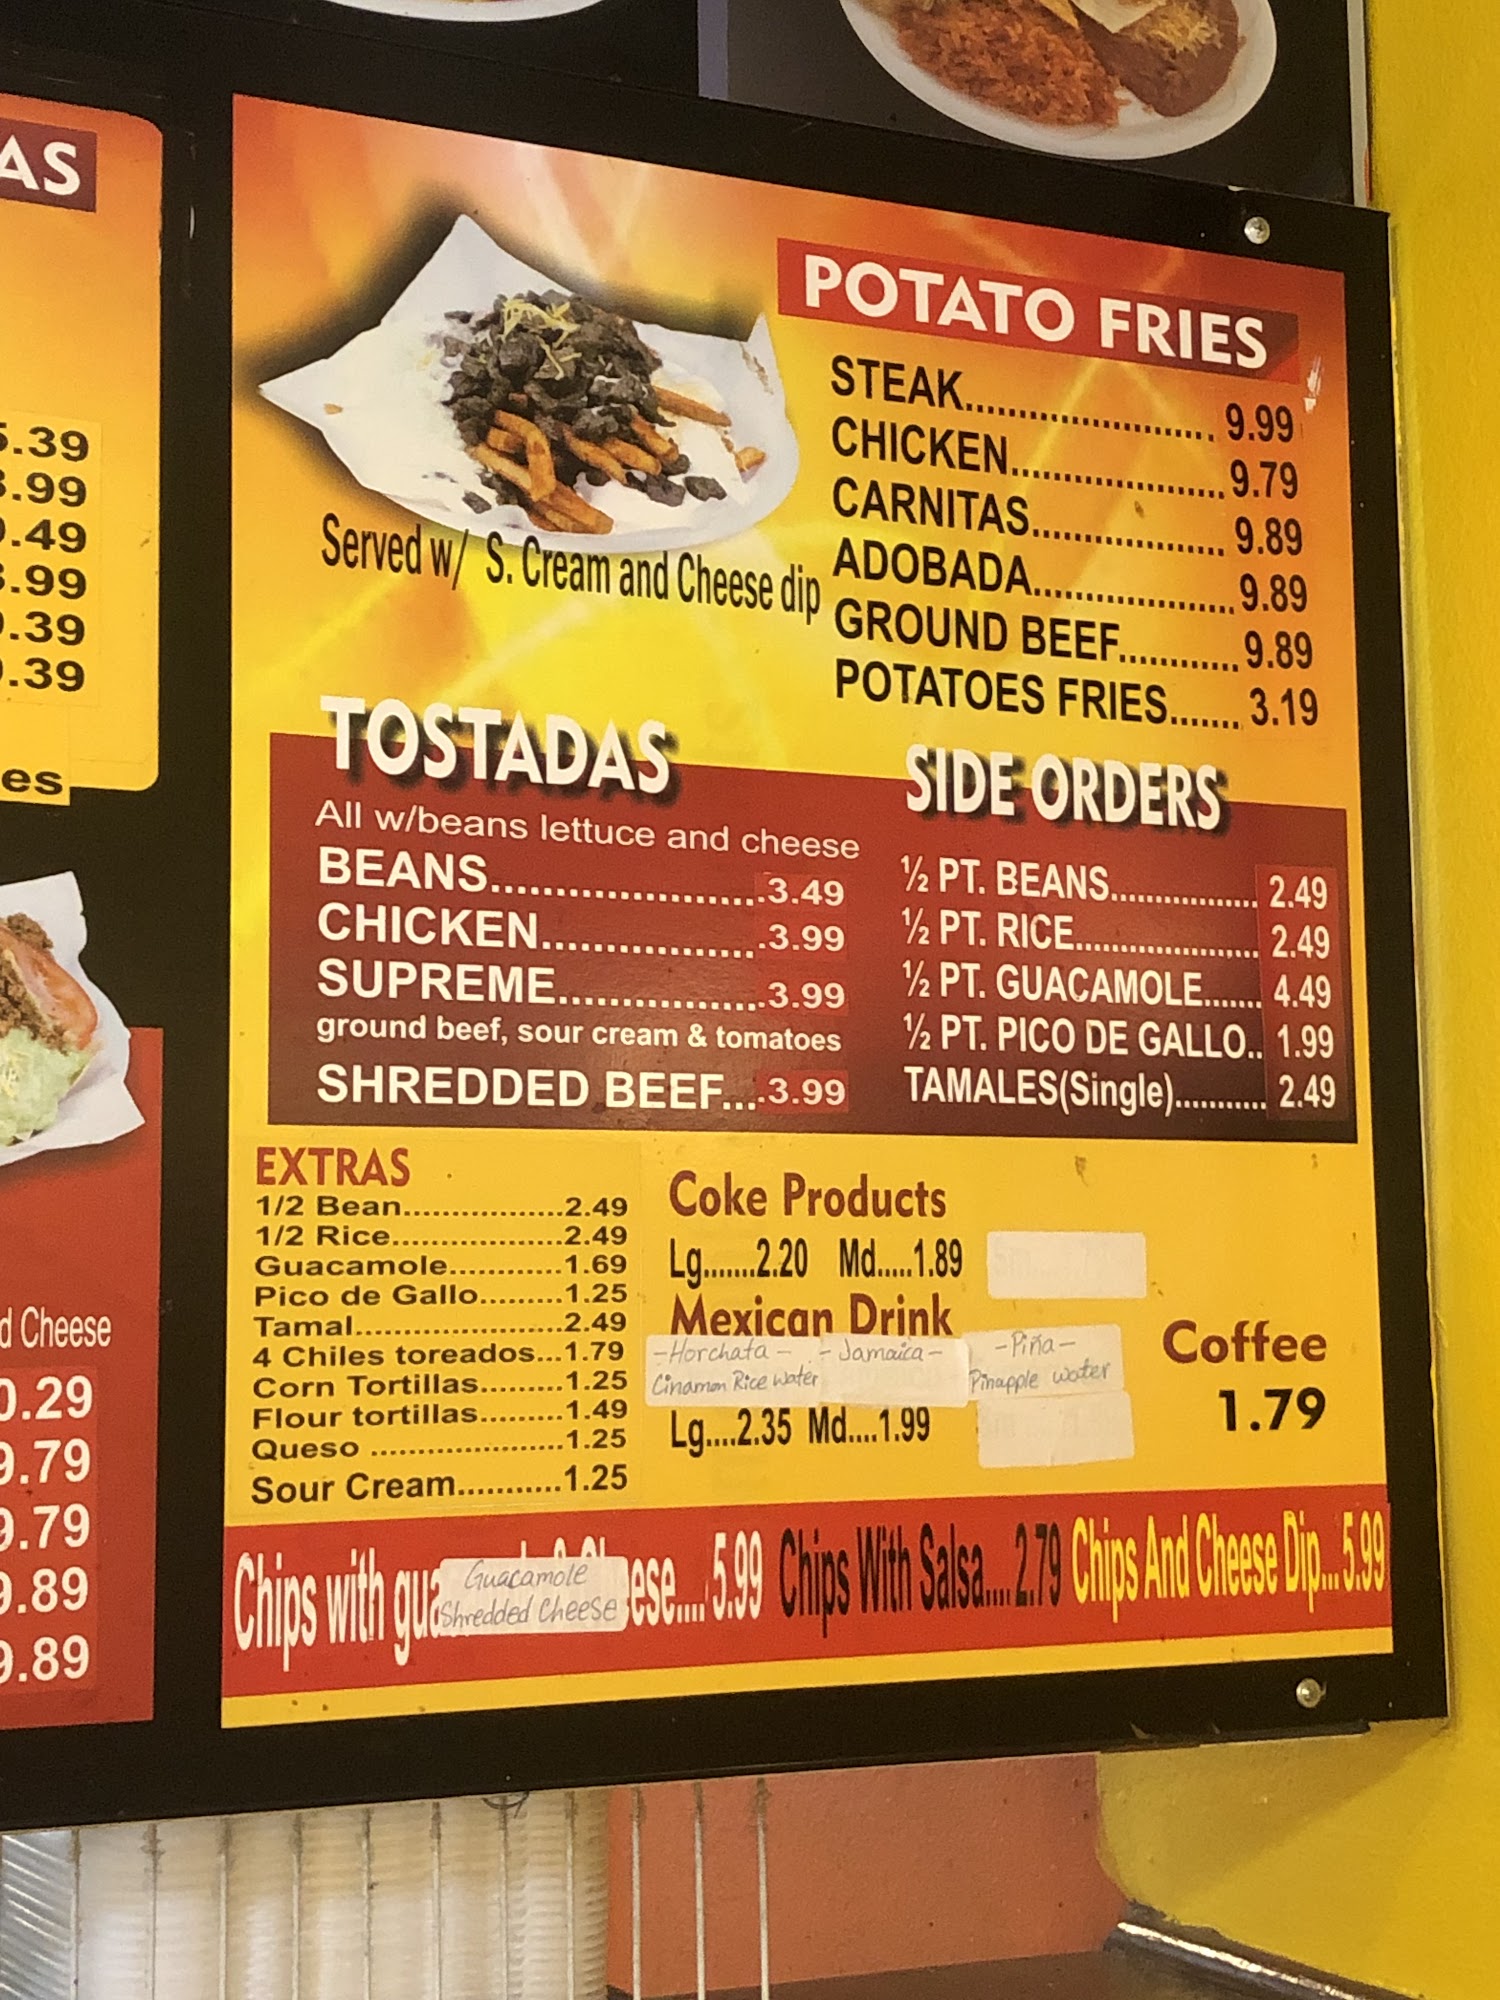 AS
5.39
.99
.49
.99
.39
.39
es
d Cheese
0.29
9.79
9.79
9.89
9.89
POTATO FRIES
STEAK........................ 9.99
CHICKEN..................... 9.79
CARNITAS.................... 9.89
ADOBADA.................... 9.89
GROUND BEEF............ 9.89
POTATOES FRIES....... 3.19
Served w/ S. Cream and Cheese dip
TOSTADAS
All w/beans lettuce and cheese
BEANS........................3.49
CHICKEN....................3.99
SUPREME...................3.99
ground beef, sour cream & tomatoes
SHREDDED BEEF....3.99
SIDE ORDERS
½ PT. BEANS................. 2.49
½ PT. RICE..................... 2.49
½ PT. GUACAMOLE....... 4.49
½ PT. PICO DE GALLO.. 1.99
TAMALES(Single)........... 2.49
EXTRAS
1/2 Bean.................2.49
1/2 Rice..................2.49
Guacamole............1.69
Pico de Gallo.........1.25
Tamal......................2.49
4 Chiles toreados...1.79
Corn Tortillas.........1.25
Flour tortillas.........1.49
Queso .....................1.25
Sour Cream...........1.25
Coke Products
Lg.......2.20 Md.....1.89
Mexican Drink
-Horchata- -Jamaica- -Piña-
Cinamon Rice Water Pineapple water
Lg....2.35 Md....1.99
Coffee
1.79
Chips with gua Guacamole Shredded Cheese ese.... 5.99 Chips With Salsa.... 2.79 Chips And Cheese Dip... 5.99